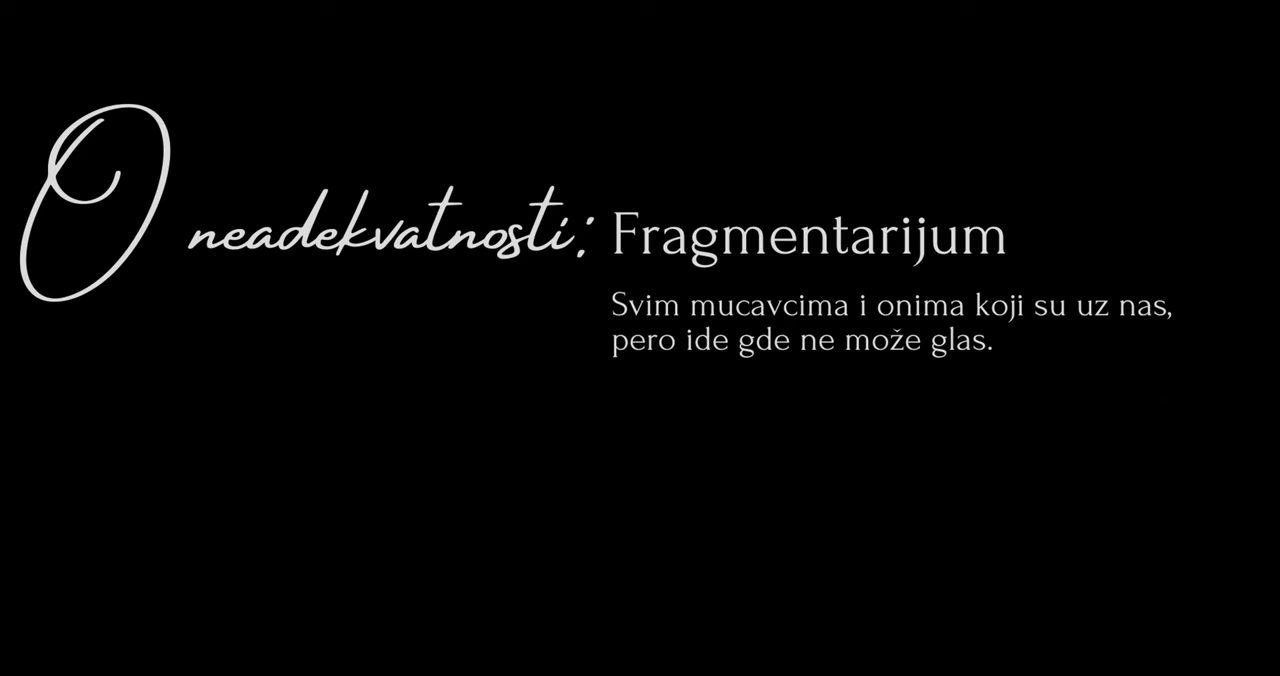 O neadekvatnosti: Fragmentarijum
Svim mucavcima i onima koji su uz nas,
pero ide gde ne može glas.